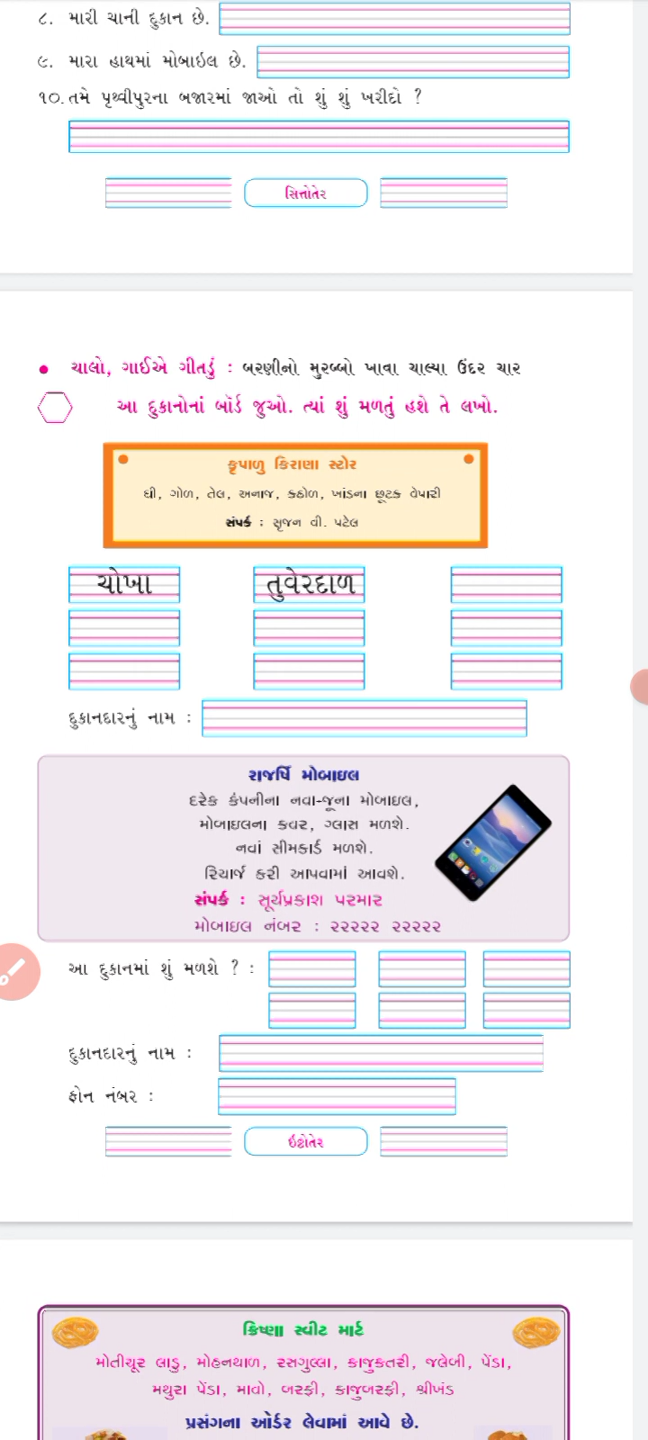 ૮. મારી ચાની દુકાન છે.
૯. મારા હાથમાં મોબાઇલ છે.
૧૦. તમે પૃથ્વીપુરના બજારમાં જાઓ તો શું શું ખરીદો ?
સિત્તોતેર
• ચાલો, ગાઈએ ગીતડું : બરણીનો મુરબ્બો ખાવા ચાલ્યા ઉંદર ચાર
આ દુકાનોનાં બૉર્ડ જુઓ. ત્યાં શું મળતું હશે તે લખો.
કૃપાળુ કિરાણા સ્ટોર
ઘી, ગોળ, તેલ, અનાજ, કઠોળ, ખાંડના છૂટક વેપારી
સંપર્ક : સૃજન વી. પટેલ
ચોખા તુવેરદાળ
દુકાનદારનું નામ :
રાજર્ષિ મોબાઇલ
દરેક કંપનીના નવા-જૂના મોબાઇલ,
મોબાઇલના કવર, ગ્લાસ મળશે.
નવાં સીમકાર્ડ મળશે.
રિચાર્જ કરી આપવામાં આવશે.
સંપર્ક : સૂર્યપ્રકાશ પરમાર
મોબાઇલ નંબર : ૨૨૨૨૨ ૨૨૨૨૨
આ દુકાનમાં શું મળશે ? :
દુકાનદારનું નામ :
ફોન નંબર :
ઇઠ્ઠોતેર
ક્રિષ્ણા સ્વીટ માર્ટ
મોતીચૂર લાડુ, મોહનથાળ, રસગુલ્લા, કાજુકતરી, જલેબી, પેંડા,
મથુરા પેંડા, માવો, બરફી, કાજુબરફી, શ્રીખંડ
પ્રસંગના ઓર્ડર લેવામાં આવે છે.